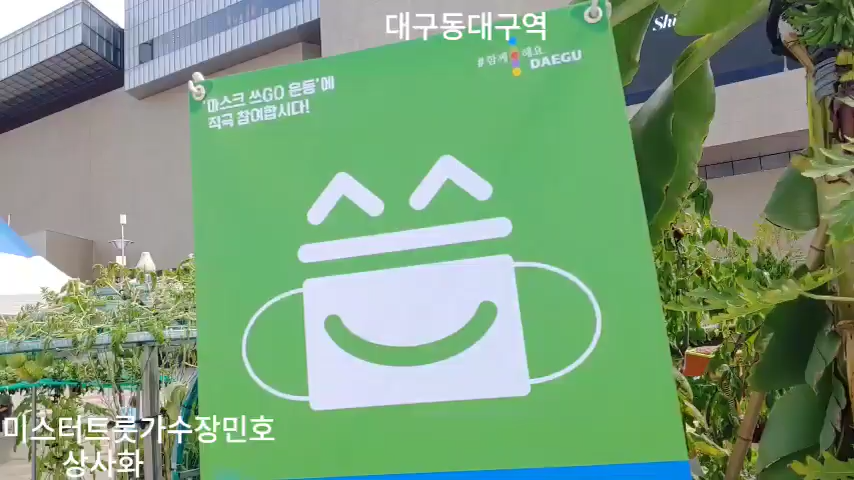 대구동대구역
#함께해요
DAEGU
'마스크 쓰GO 운동'에
적극 참여합시다!
쓰
Shi
미스터트롯가수장민호
상사화